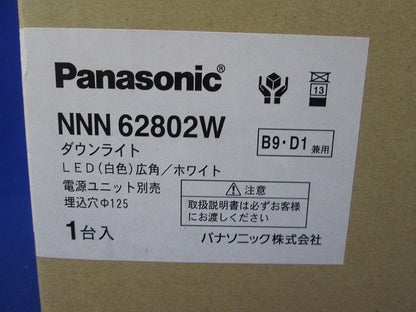 Panasonic®
13
NNN 62802W
B9・D1 兼用
ダウンライト
LED(白色)広角/ホワイト
電源ユニット別売
埋込穴Φ125
1台入
⚠注意
取扱説明書は必ずお客様
にお渡しください
パナソニック株式会社